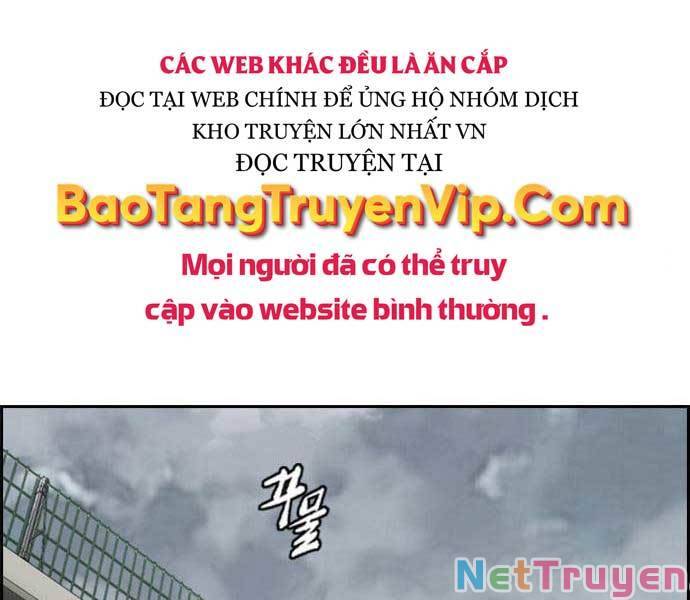 CÁC WEB KHÁC ĐỀU LÀ ĂN CẮP
ĐỌC TẠI WEB CHÍNH ĐỂ ỦNG HỘ NHÓM DỊCH
KHO TRUYỆN LỚN NHẤT VN
ĐỌC TRUYỆN TẠI
BaoTangTruyenVip.Com
Mọi người đã có thể truy
cập vào website bình thường.
꾸물
NetTruyen